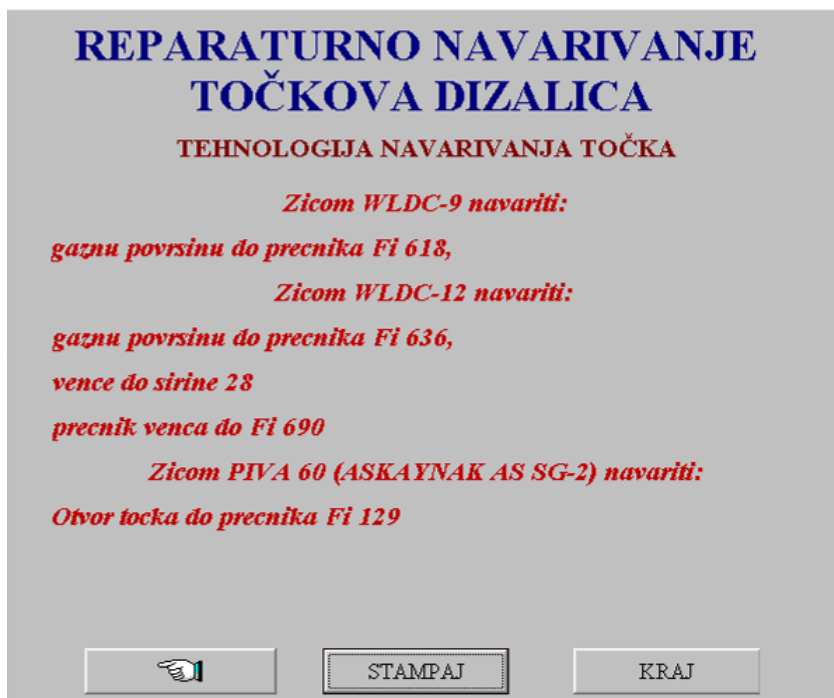 REPARATURNO NAVARIVANJE
TOČKOVA DIZALICA
TEHNOLOGIJA NAVARIVANJA TOČKA
Zicom WLDC-9 navariti:
gaznu povrsinu do precnika Fi 618,
Zicom WLDC-12 navariti:
gaznu povrsinu do precnika Fi 636,
vence do sirine 28
precnik venca do Fi 690
Zicom PIVA 60 (ASKAYNAK AS SG-2) navariti:
Otvor tocka do precnika Fi 129
STAMPAJ
KRAJ